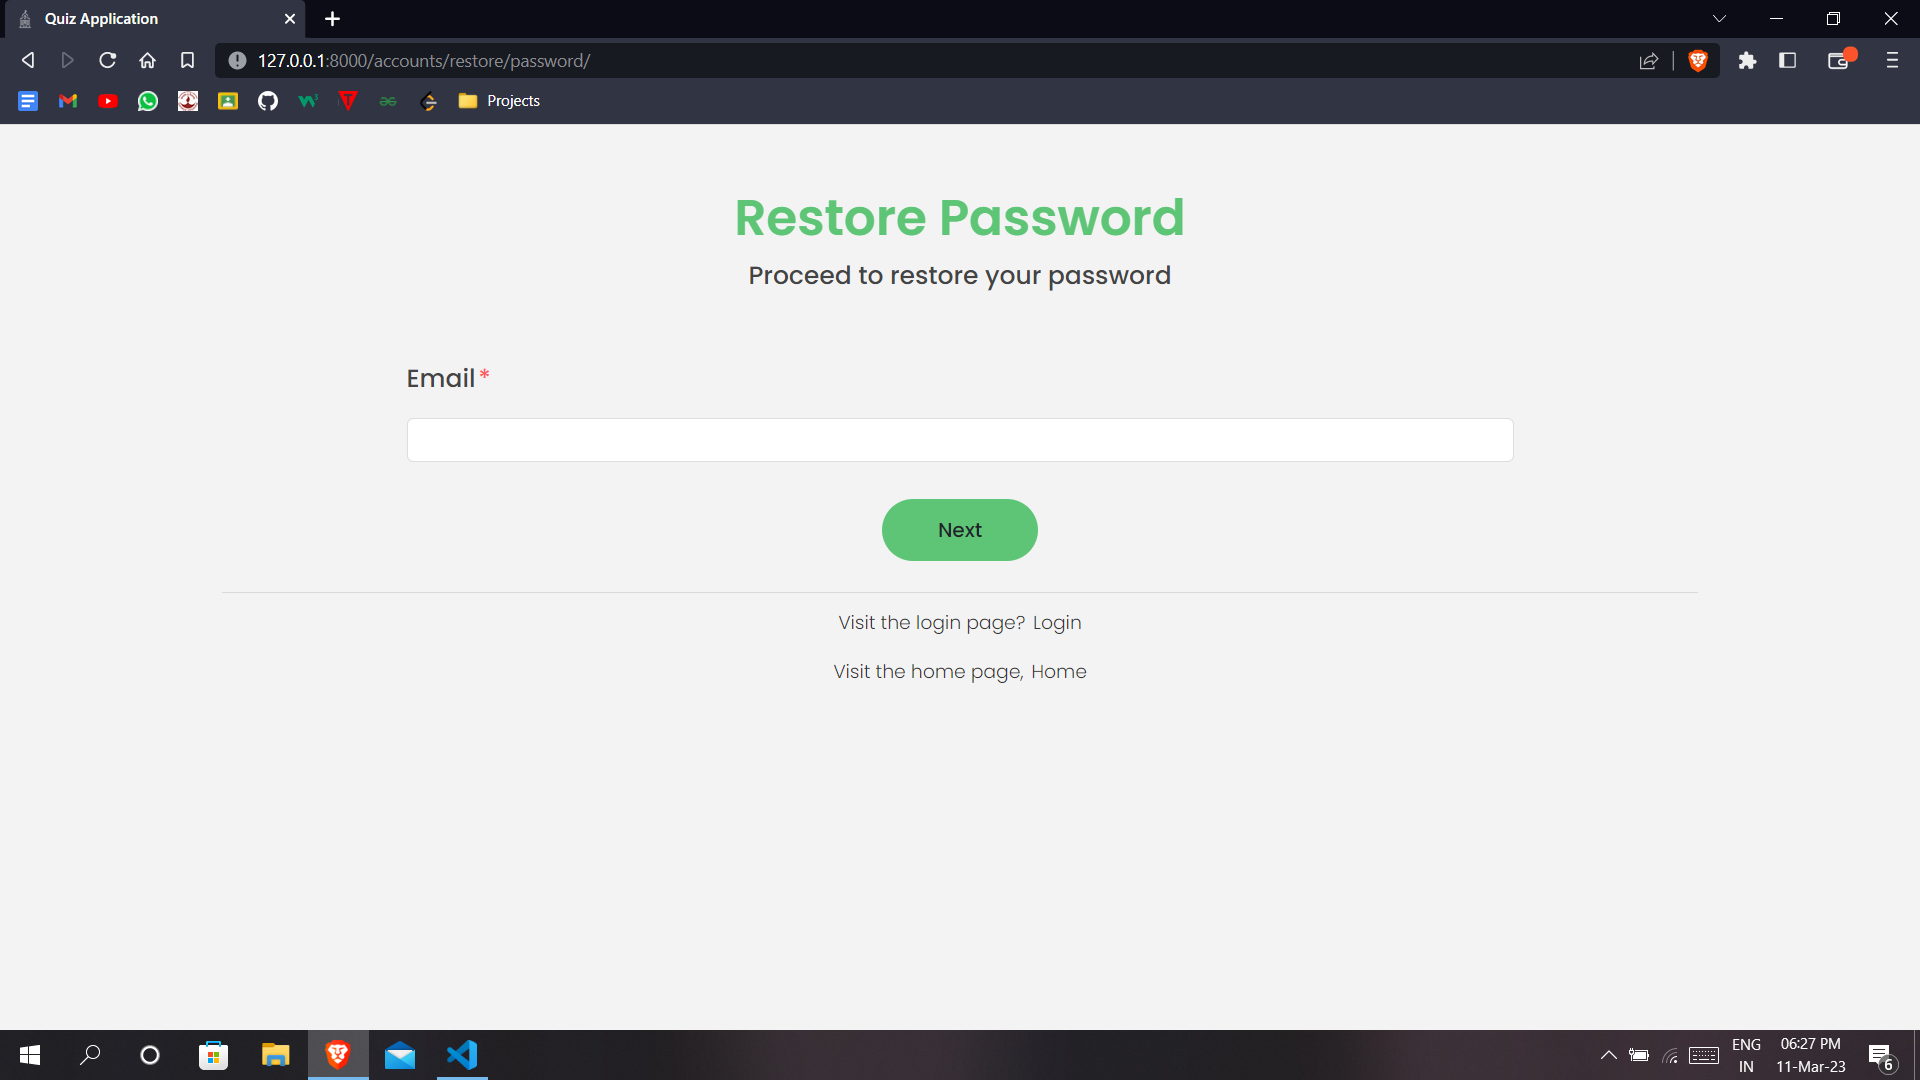 Quiz Application
127.0.0.1:8000/accounts/restore/password/
Projects
Restore Password
Proceed to restore your password
Email*
Next
Visit the login page? Login
Visit the home page, Home
ENG
IN
06:27 PM
11-Mar-23
6